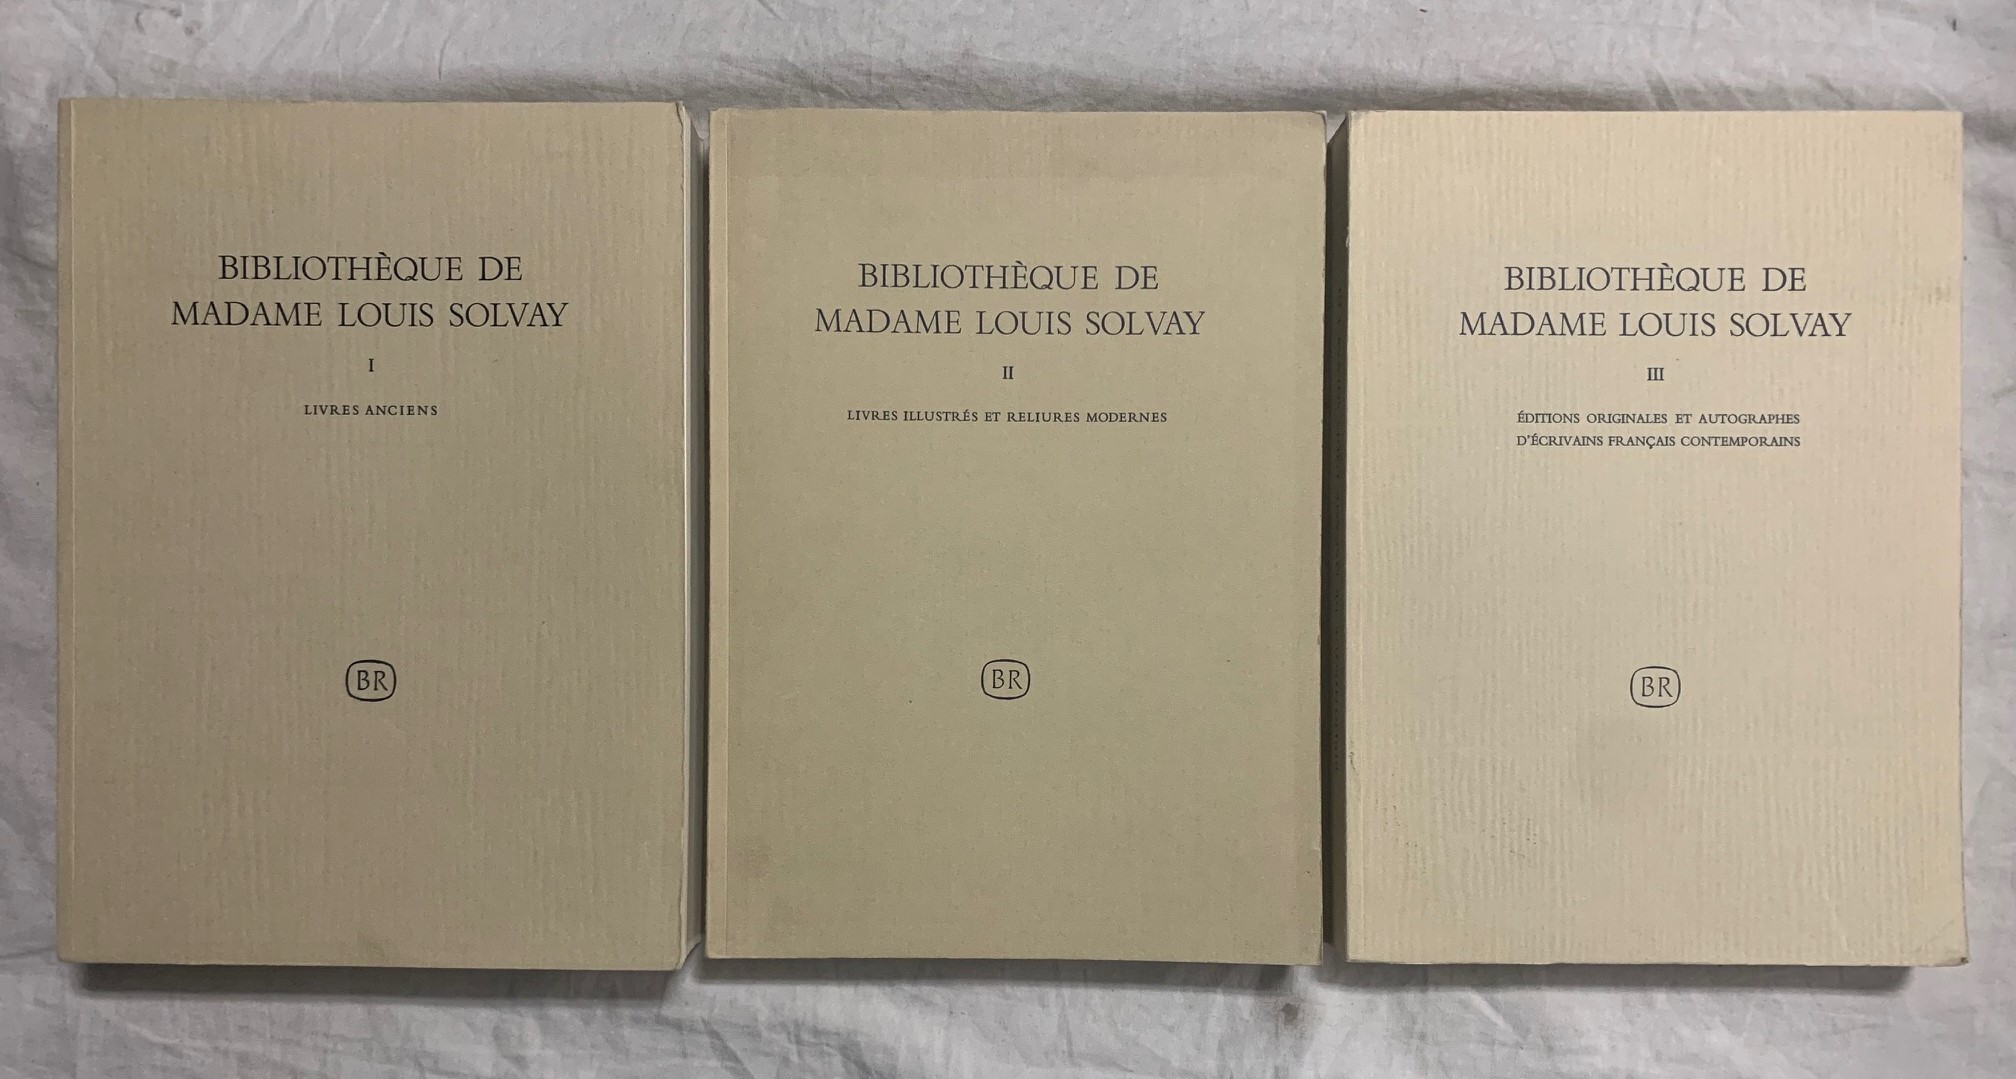 BIBLIOTHÈQUE DE
MADAME LOUIS SOLVAY
I
LIVRES ANCIENS
BR
BIBLIOTHÈQUE DE
MADAME LOUIS SOLVAY
II
LIVRES ILLUSTRÉS ET RELIURES MODERNES
BR
BIBLIOTHÈQUE DE
MADAME LOUIS SOLVAY
III
ÉDITIONS ORIGINALES ET AUTOGRAPHES
D'ÉCRIVAINS FRANÇAIS CONTEMPORAINS
BR